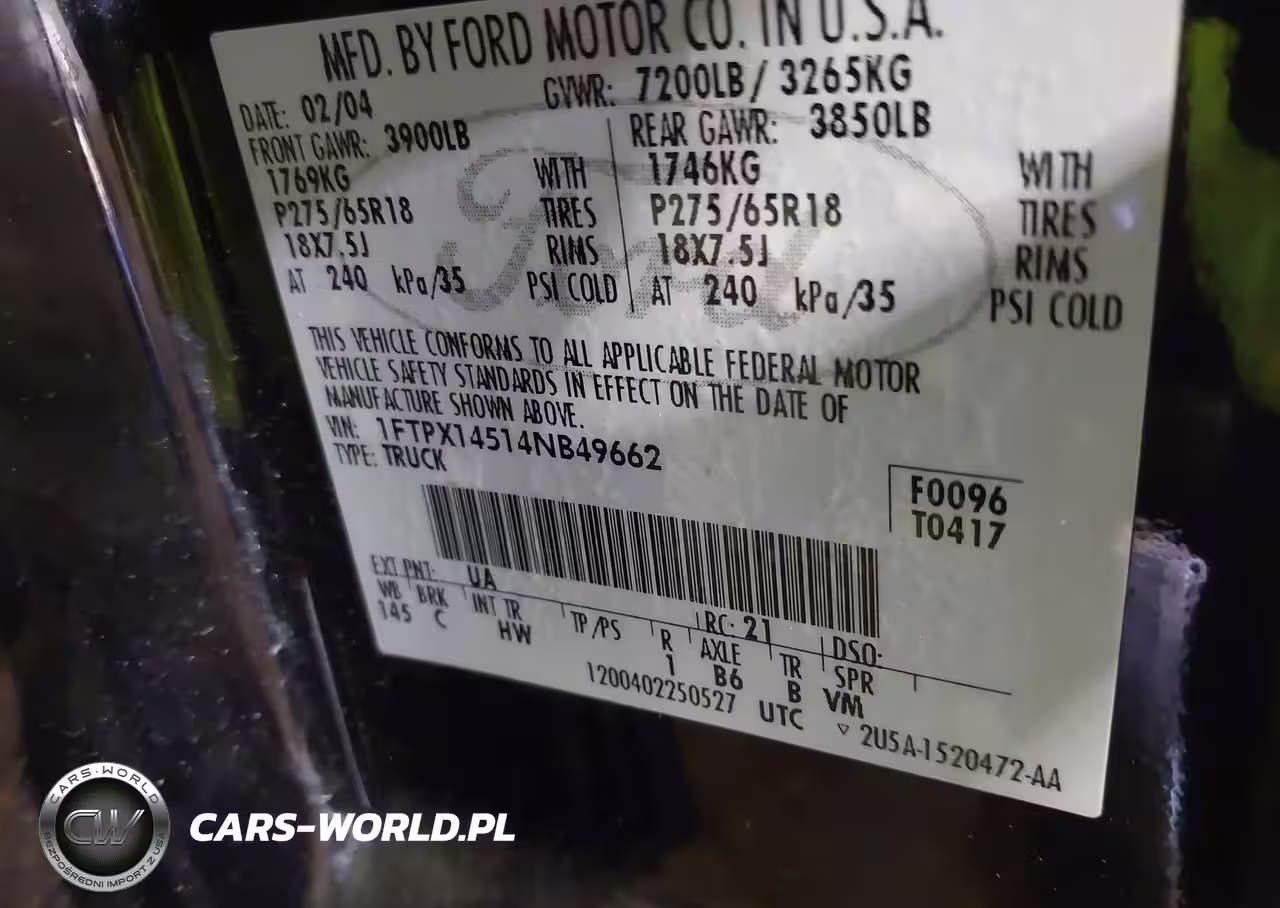 MFD. BY FORD MOTOR CO. IN U.S.A.
DATE: 02/04 GVWR: 7200LB / 3265KG
FRONT GAWR: 3900LB REAR GAWR: 3850LB
1769KG WITH 1746KG WITH
P275/65R18 TIRES P275/65R18 TIRES
18X7.5J RIMS 18X7.5J RIMS
AT 240 kPa/35 PSI COLD AT 240 kPa/35 PSI COLD
Ford
THIS VEHICLE CONFORMS TO ALL APPLICABLE FEDERAL MOTOR
VEHICLE SAFETY STANDARDS IN EFFECT ON THE DATE OF
MANUFACTURE SHOWN ABOVE.
VIN: 1FTPX14514NB49662
TYPE: TRUCK
F0096
T0417
EXT PNT: UA RC: 21 DSO:
WB BRK INT TR TP/PS R AXLE TR SPR
145 C HW 1 B6 B VM
1200402250527 UTC ▽ 2U5A-1520472-AA
CARS-WORLD
CW
BEZPOŚREDNI IMPORT Z USA
CARS-WORLD.PL